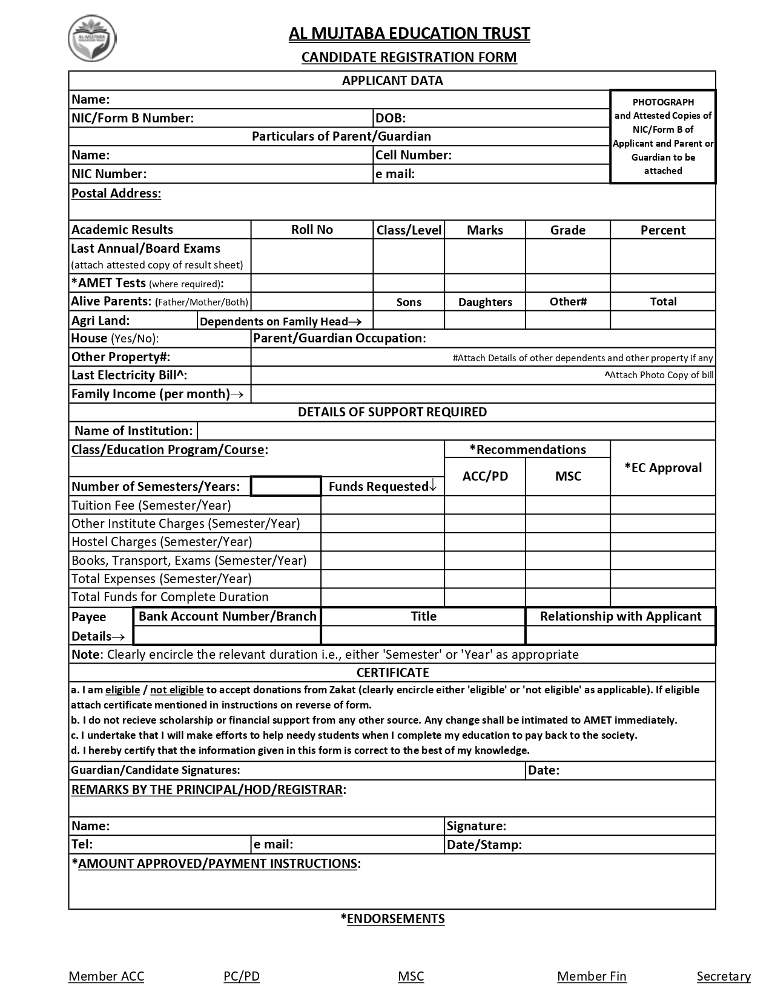 AL-MUJTABA
EDUCATION TRUST
AL MUJTABA EDUCATION TRUST
CANDIDATE REGISTRATION FORM
APPLICANT DATA
Name:
PHOTOGRAPH
and Attested Copies of
NIC/Form B of
Applicant and Parent or
Guardian to be
attached
NIC/Form B Number: DOB:
Particulars of Parent/Guardian
Name: Cell Number:
NIC Number: e mail:
Postal Address:
Academic Results Roll No Class/Level Marks Grade Percent
Last Annual/Board Exams
(attach attested copy of result sheet)
*AMET Tests (where required):
Alive Parents: (Father/Mother/Both) Sons Daughters Other# Total
Agri Land: Dependents on Family Head→
House (Yes/No): Parent/Guardian Occupation:
Other Property#: #Attach Details of other dependents and other property if any
Last Electricity Bill^: ^Attach Photo Copy of bill
Family Income (per month)→
DETAILS OF SUPPORT REQUIRED
Name of Institution:
Class/Education Program/Course: *Recommendations *EC Approval
ACC/PD MSC
Number of Semesters/Years: Funds Requested↓
Tuition Fee (Semester/Year)
Other Institute Charges (Semester/Year)
Hostel Charges (Semester/Year)
Books, Transport, Exams (Semester/Year)
Total Expenses (Semester/Year)
Total Funds for Complete Duration
Payee Bank Account Number/Branch Title Relationship with Applicant
Details→
Note: Clearly encircle the relevant duration i.e., either 'Semester' or 'Year' as appropriate
CERTIFICATE
a. I am eligible / not eligible to accept donations from Zakat (clearly encircle either 'eligible' or 'not eligible' as applicable). If eligible
attach certificate mentioned in instructions on reverse of form.
b. I do not recieve scholarship or financial support from any other source. Any change shall be intimated to AMET immediately.
c. I undertake that I will make efforts to help needy students when I complete my education to pay back to the society.
d. I hereby certify that the information given in this form is correct to the best of my knowledge.
Guardian/Candidate Signatures: Date:
REMARKS BY THE PRINCIPAL/HOD/REGISTRAR:
Name: Signature:
Tel: e mail: Date/Stamp:
*AMOUNT APPROVED/PAYMENT INSTRUCTIONS:
*ENDORSEMENTS
Member ACC PC/PD MSC Member Fin Secretary